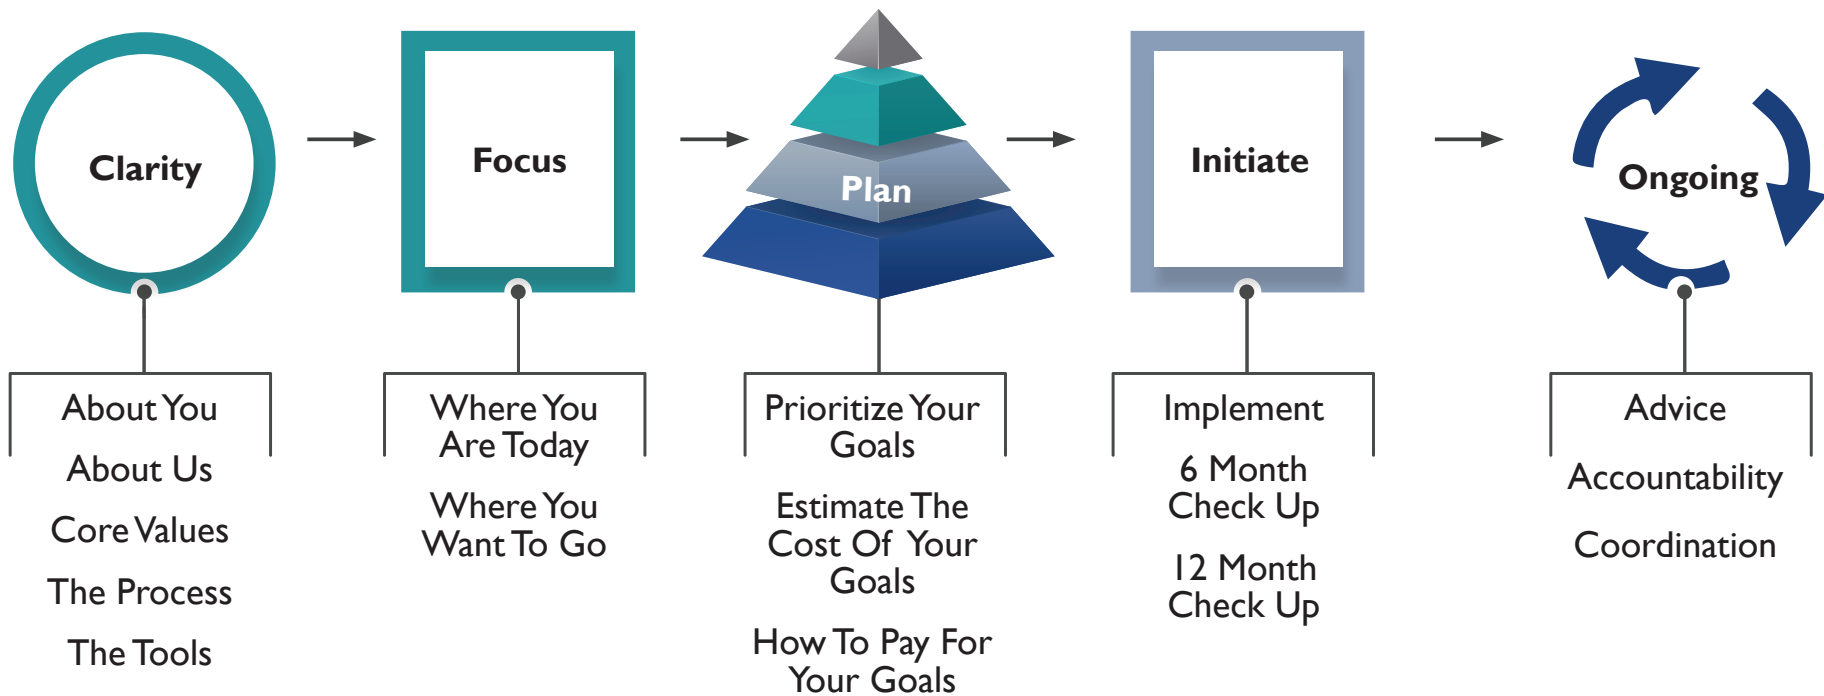 Clarity
Focus
Plan
Initiate
Ongoing
About You
About Us
Core Values
The Process
The Tools
Where You
Are Today
Where You
Want To Go
Prioritize Your
Goals
Estimate The
Cost Of Your
Goals
How To Pay For
Your Goals
Implement
6 Month
Check Up
12 Month
Check Up
Advice
Accountability
Coordination